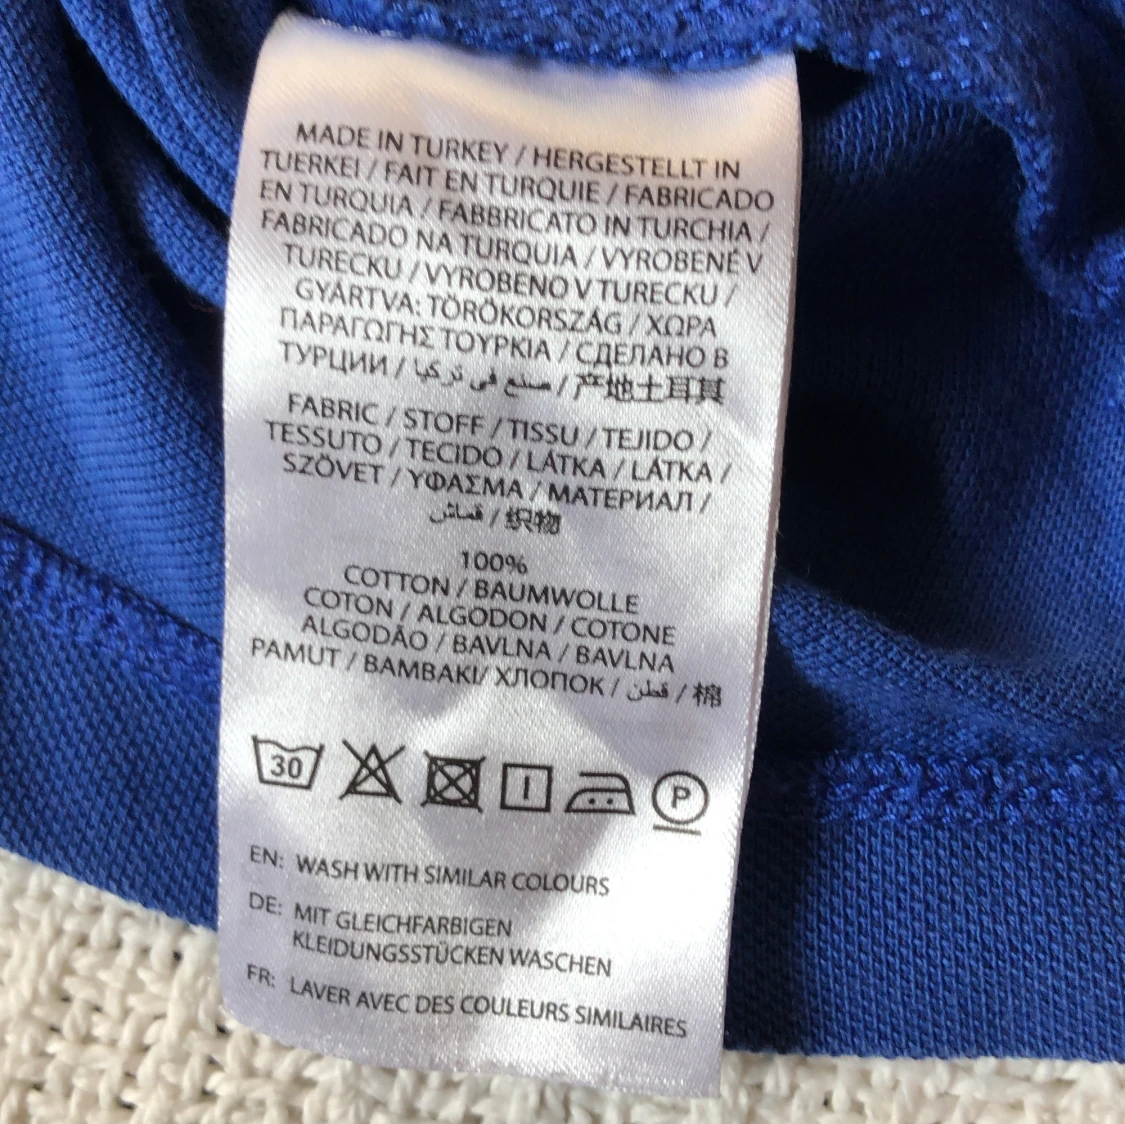 MADE IN TURKEY / HERGESTELLT IN
TUERKEI / FAIT EN TURQUIE / FABRICADO
EN TURQUIA / FABBRICATO IN TURCHIA /
FABRICADO NA TURQUIA / VYROBENÉ V
TURECKU / VYROBENO V TURECKU /
GYÁRTVA: TÖRÖKORSZÁG / ΧΩΡΑ
ΠΑΡΑΓΩΓΗΣ ΤΟΥΡΚΙΑ / СДЕЛАНО В
ТУРЦИИ / صنع في تركيا / 产地土耳其
FABRIC / STOFF / TISSU / TEJIDO /
TESSUTO / TECIDO / LÁTKA / LÁTKA /
SZÖVET / ΥΦΑΣΜΑ / МАТЕРИАЛ /
قماش / 织物
100%
COTTON / BAUMWOLLE
COTON / ALGODON / COTONE
ALGODÃO / BAVLNA / BAVLNA
PAMUT / BAMBAKI/ ХЛОПОК / قطن / 棉
30 P
EN: WASH WITH SIMILAR COLOURS
DE: MIT GLEICHFARBIGEN
KLEIDUNGSSTÜCKEN WASCHEN
FR: LAVER AVEC DES COULEURS SIMILAIRES